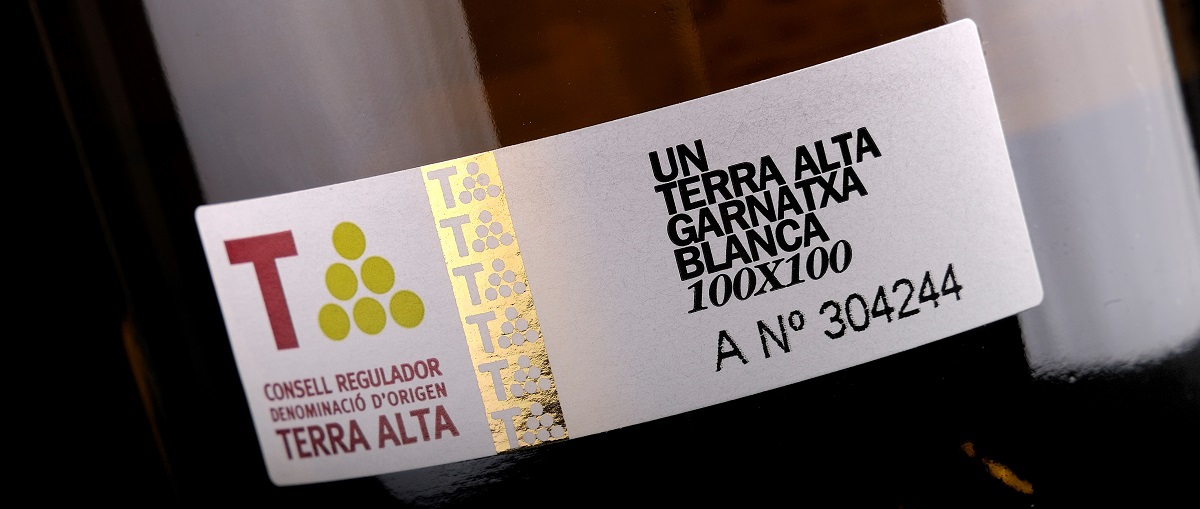 T
CONSELL REGULADOR
DENOMINACIÓ D'ORIGEN
TERRA ALTA
T
T
T
T
T
T
UN
TERRA ALTA
GARNATXA
BLANCA
100X100
A Nº 304244